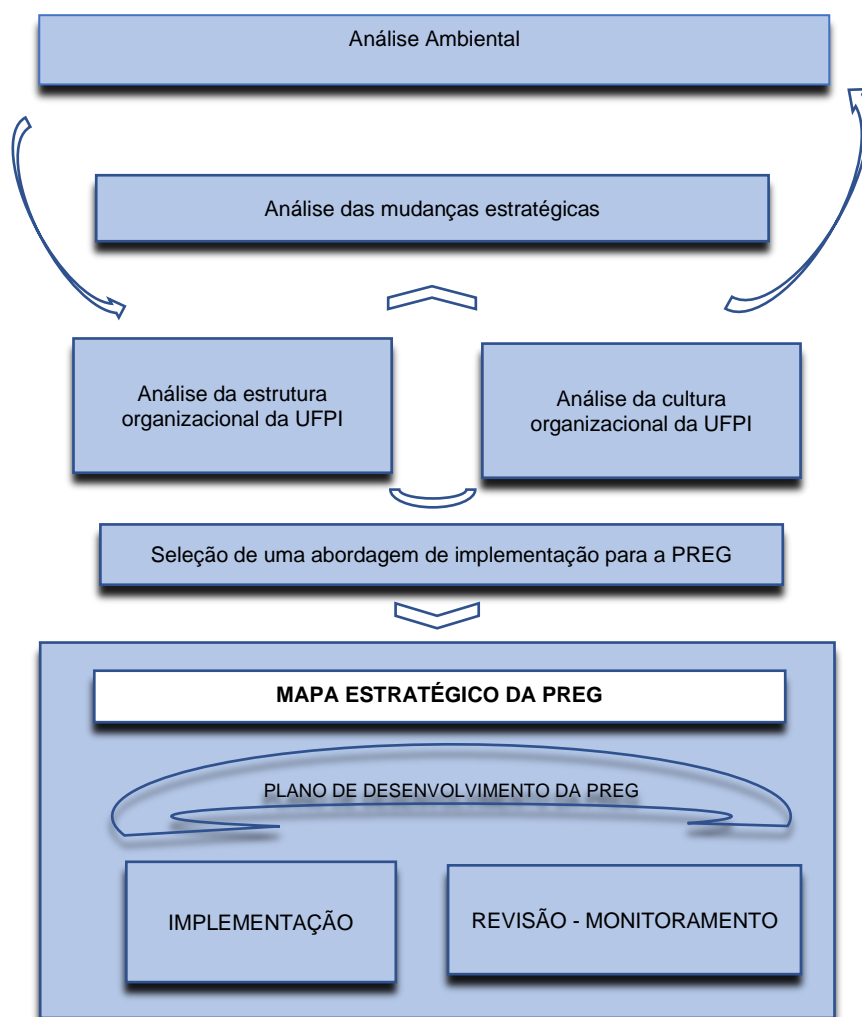 Análise Ambiental
Análise das mudanças estratégicas
Análise da estrutura
organizacional da UFPI
Análise da cultura
organizacional da UFPI
Seleção de uma abordagem de implementação para a PREG
MAPA ESTRATÉGICO DA PREG
PLANO DE DESENVOLVIMENTO DA PREG
IMPLEMENTAÇÃO
REVISÃO - MONITORAMENTO